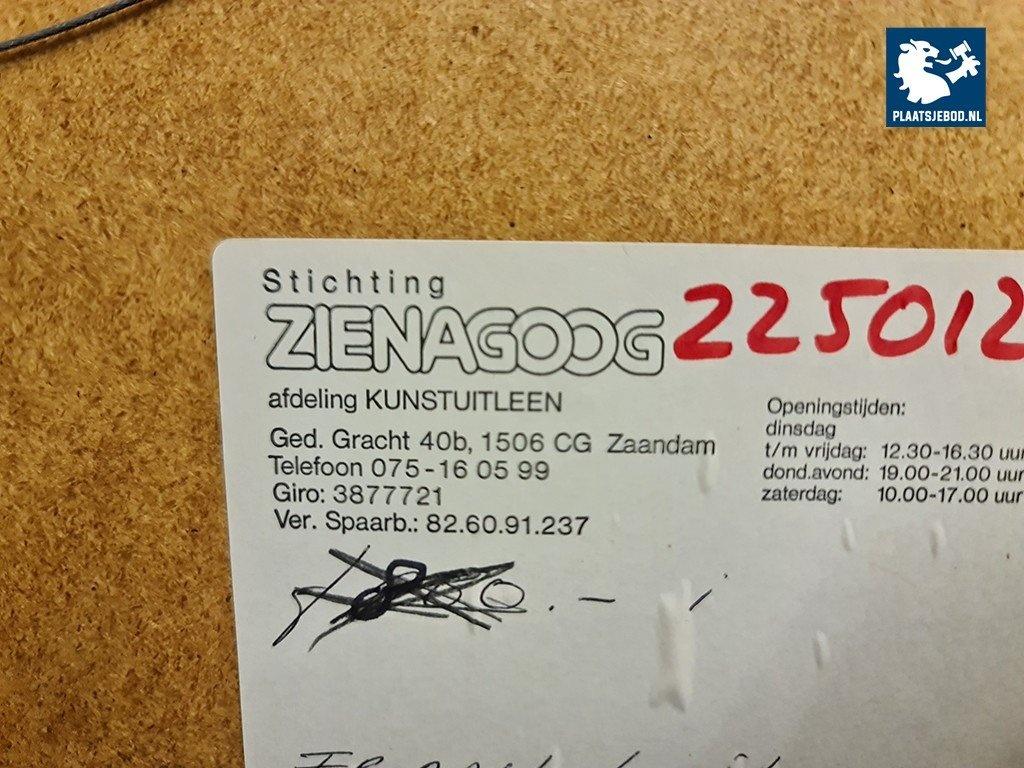 PLAATSJEBOD.NL
Stichting
ZIENAGOOG
225012
afdeling KUNSTUITLEEN
Ged. Gracht 40b, 1506 CG Zaandam
Telefoon 075-16 05 99
Giro: 3877721
Ver. Spaarb.: 82.60.91.237
Openingstijden:
dinsdag
t/m vrijdag: 12.30-16.30 uur
dond.avond: 19.00-21.00 uur
zaterdag: 10.00-17.00 uur